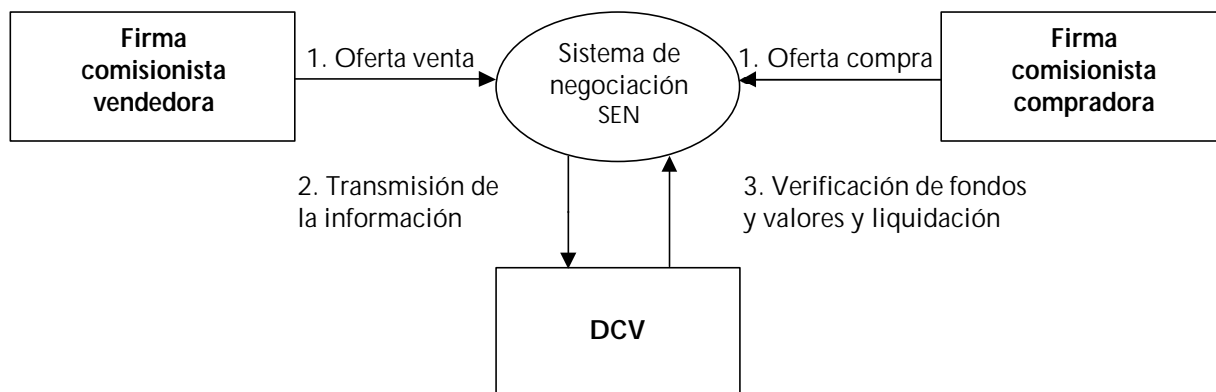 Firma
comisionista
vendedora
1. Oferta venta
Sistema de
negociación
SEN
1. Oferta compra
Firma
comisionista
compradora
2. Transmisión de
la información
3. Verificación de fondos
y valores y liquidación
DCV